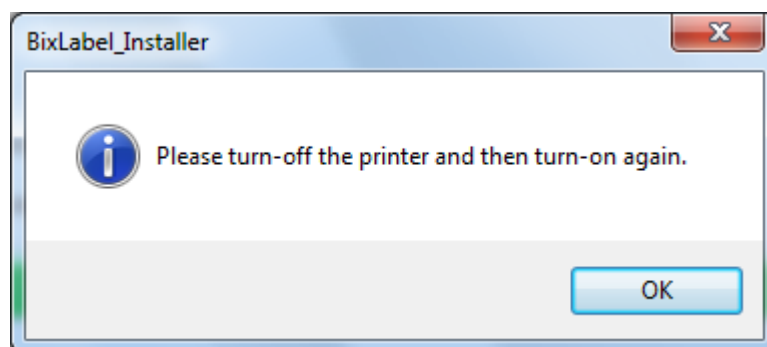 BixLabel_Installer
Please turn-off the printer and then turn-on again.
OK